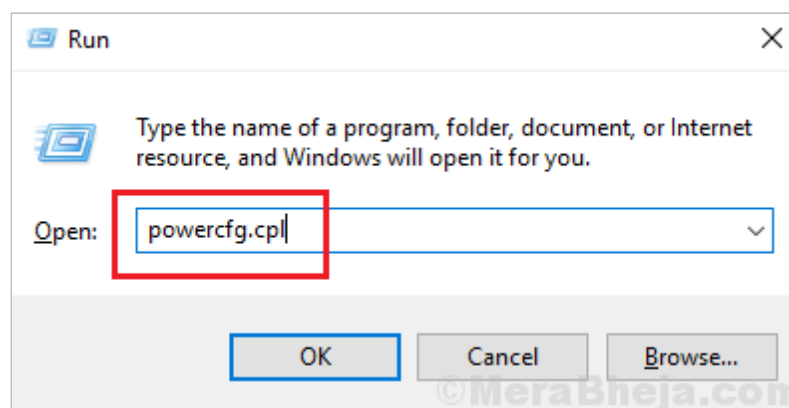 Run
Type the name of a program, folder, document, or Internet
resource, and Windows will open it for you.
Open: powercfg.cpl
OK Cancel Browse...
©MeraBheja.com